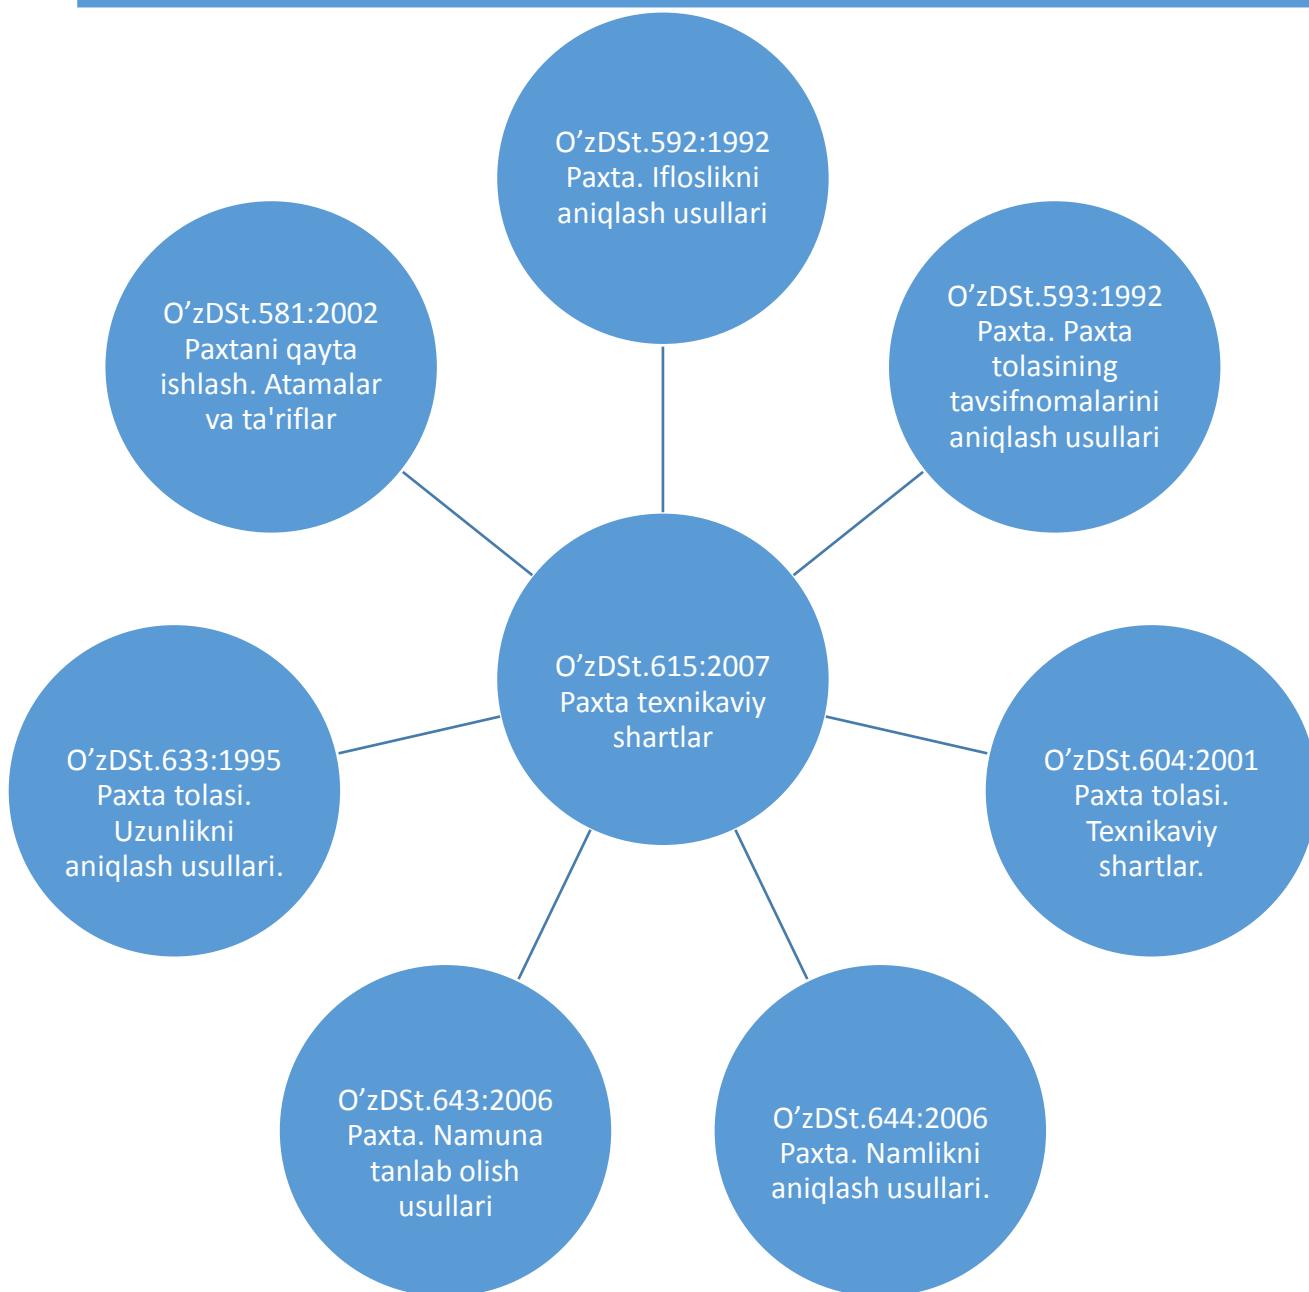 O’zDSt.592:1992
Paxta. Ifloslikni
aniqlash usullari
O’zDSt.593:1992
Paxta. Paxta
tolasining
tavsifnomalarini
aniqlash usullari
O’zDSt.604:2001
Paxta tolasi.
Texnikaviy
shartlar.
O’zDSt.644:2006
Paxta. Namlikni
aniqlash usullari.
O’zDSt.643:2006
Paxta. Namuna
tanlab olish
usullari
O’zDSt.633:1995
Paxta tolasi.
Uzunlikni
aniqlash usullari.
O’zDSt.581:2002
Paxtani qayta
ishlash. Atamalar
va ta'riflar
O’zDSt.615:2007
Paxta texnikaviy
shartlar